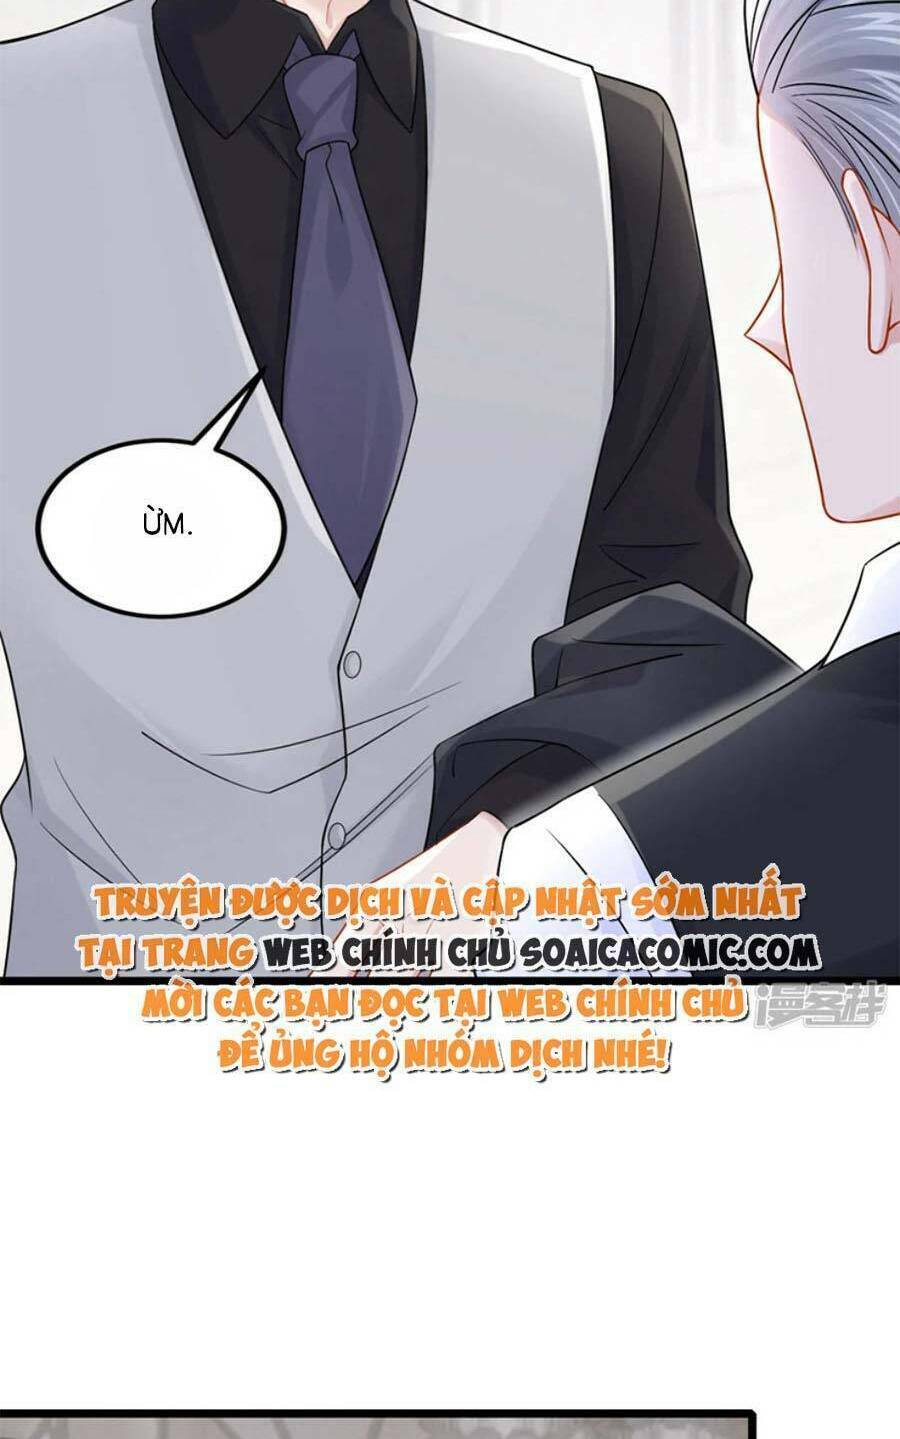 ỪM.
TRUYỆN ĐƯỢC DỊCH VÀ CẬP NHẬT SỚM NHẤT
TẠI TRANG WEB CHÍNH CHỦ SOAICACOMIC.COM
MỜI CÁC BẠN ĐỌC TẠI WEB CHÍNH CHỦ
ĐỂ ỦNG HỘ NHÓM DỊCH NHÉ!
漫客栈